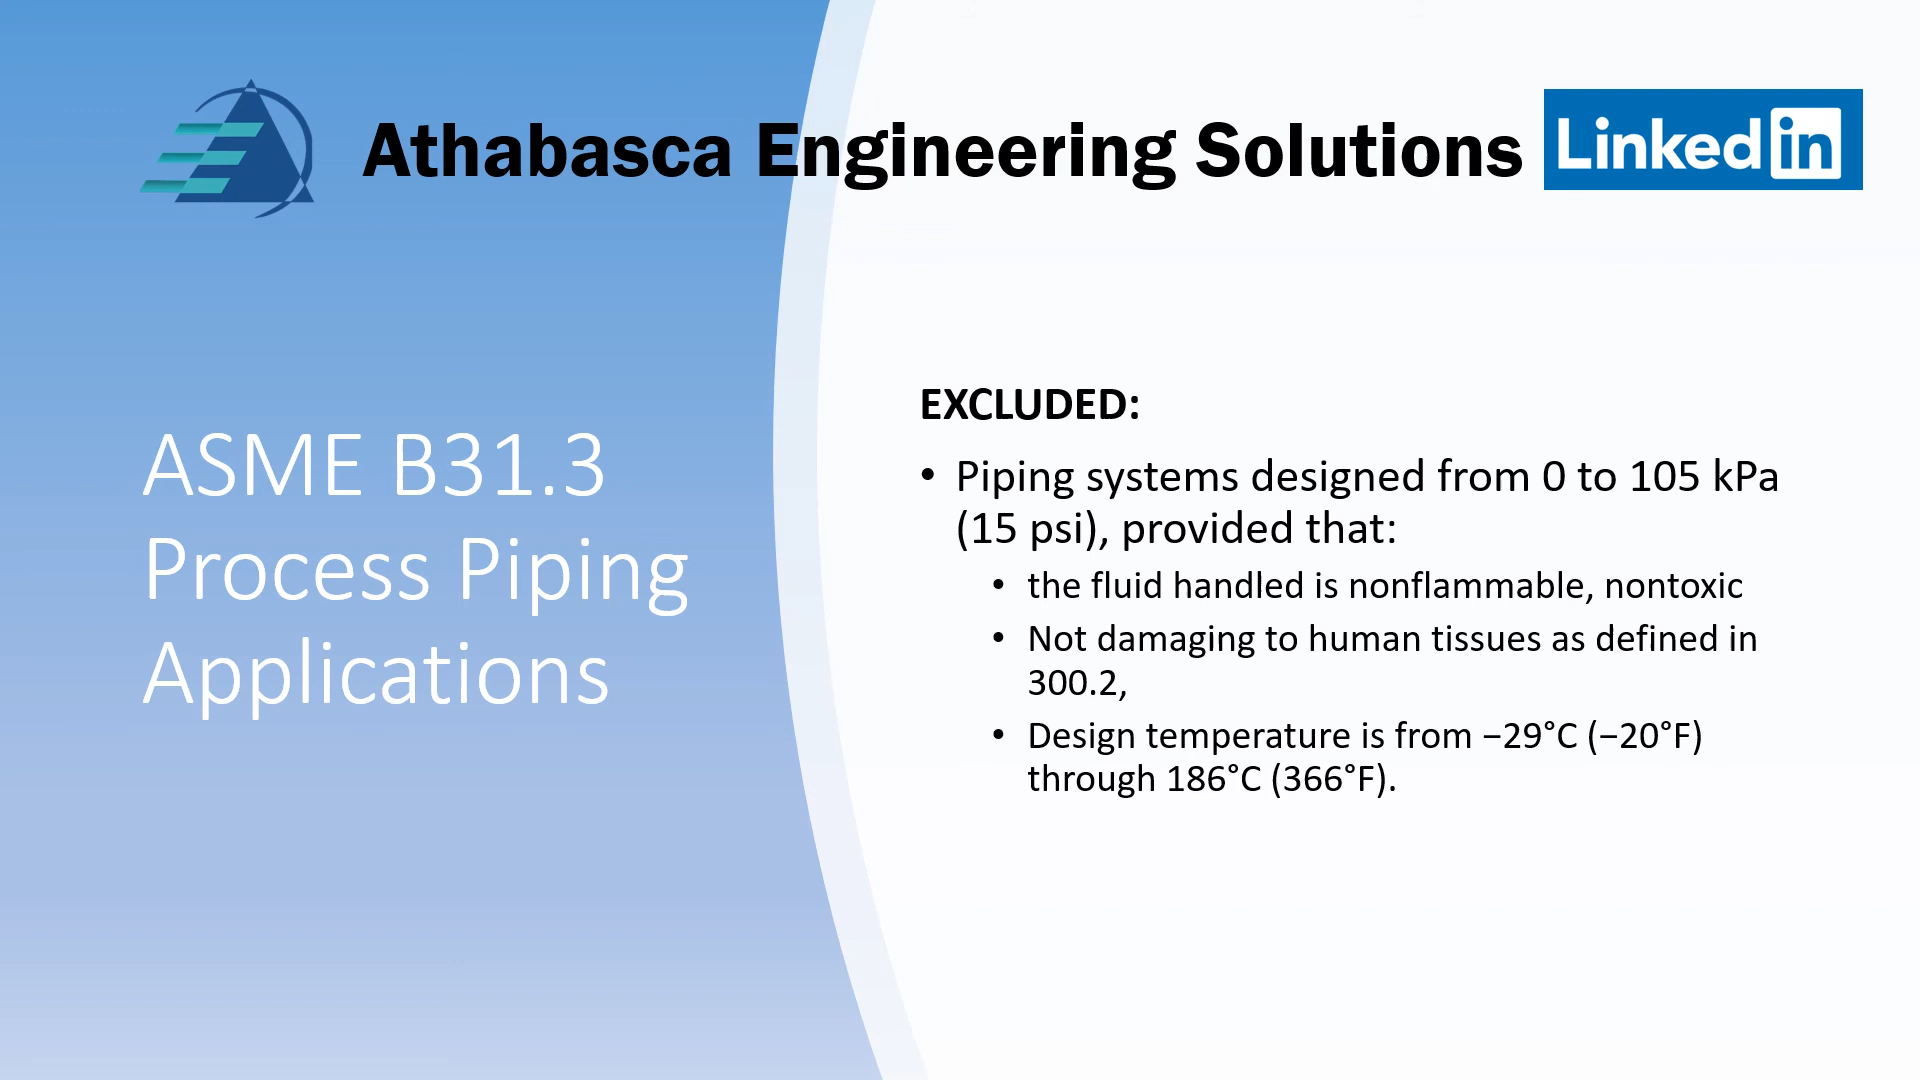 Athabasca Engineering Solutions
Linked in
ASME B31.3
Process Piping
Applications
EXCLUDED:
• Piping systems designed from 0 to 105 kPa
(15 psi), provided that:
• the fluid handled is nonflammable, nontoxic
• Not damaging to human tissues as defined in
300.2,
• Design temperature is from −29°C (−20°F)
through 186°C (366°F).